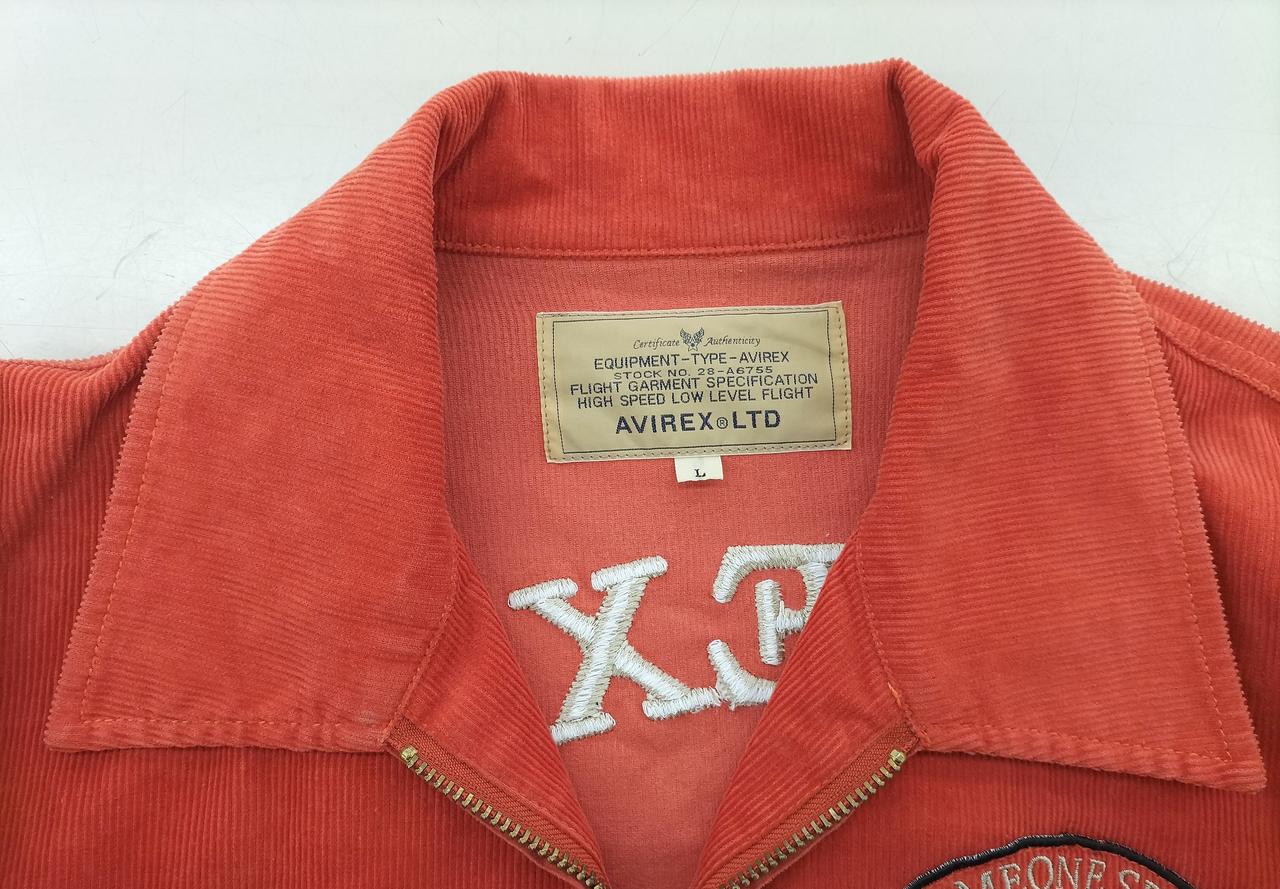 Certificate Authenticity
EQUIPMENT-TYPE-AVIREX
STOCK NO. 28-A6755
FLIGHT GARMENT SPECIFICATION
HIGH SPEED LOW LEVEL FLIGHT
AVIREX®LTD
L